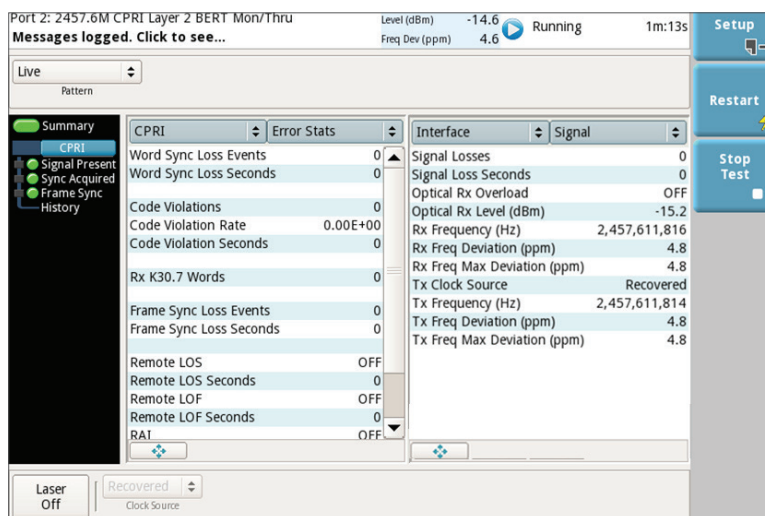 Port 2: 2457.6M CPRI Layer 2 BERT Mon/Thru
Messages logged. Click to see...
Level (dBm) -14.6
Freq Dev (ppm) 4.6
Running 1m:13s
Setup
Restart
Stop Test
Live
Pattern
Summary
CPRI
Signal Present
Sync Acquired
Frame Sync
History
CPRI Error Stats
Word Sync Loss Events 0
Word Sync Loss Seconds 0
Code Violations 0
Code Violation Rate 0.00E+00
Code Violation Seconds 0
Rx K30.7 Words 0
Frame Sync Loss Events 0
Frame Sync Loss Seconds 0
Remote LOS OFF
Remote LOS Seconds 0
Remote LOF OFF
Remote LOF Seconds 0
RAI OFF
Interface Signal
Signal Losses 0
Signal Loss Seconds 0
Optical Rx Overload OFF
Optical Rx Level (dBm) -15.2
Rx Frequency (Hz) 2,457,611,816
Rx Freq Deviation (ppm) 4.8
Rx Freq Max Deviation (ppm) 4.8
Tx Clock Source Recovered
Tx Frequency (Hz) 2,457,611,814
Tx Freq Deviation (ppm) 4.8
Tx Freq Max Deviation (ppm) 4.8
Laser
Off
Recovered
Clock Source